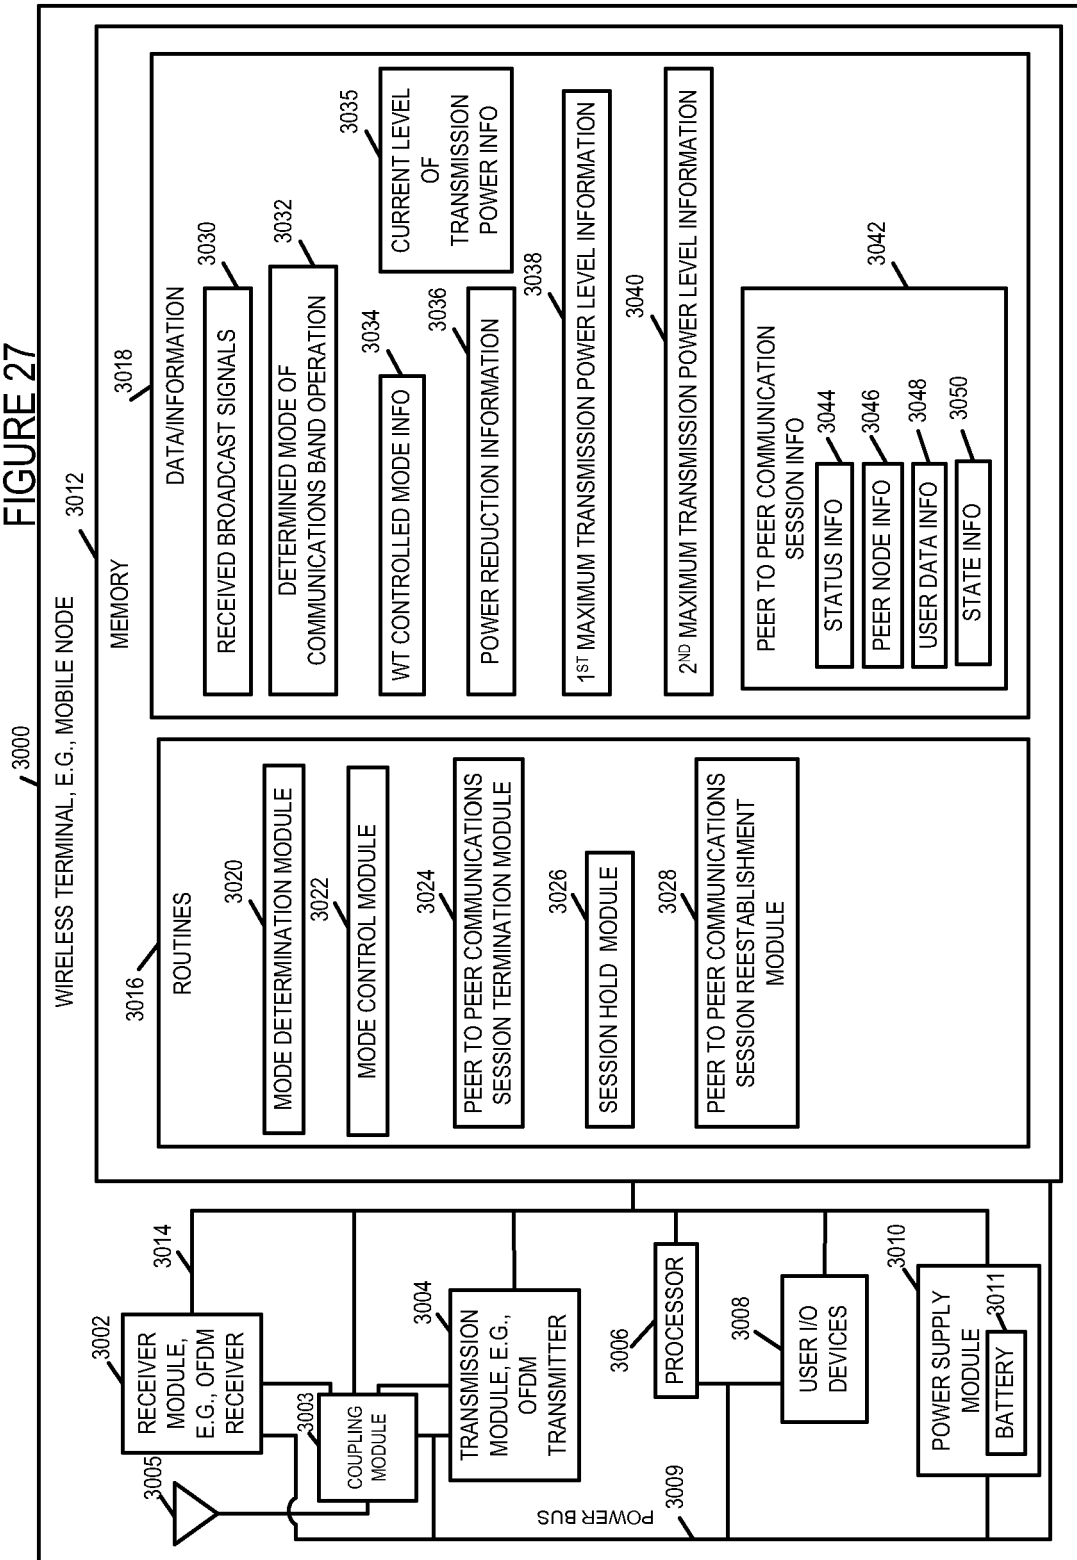 FIGURE 27
3000
WIRELESS TERMINAL, E.G., MOBILE NODE
3005
3002
RECEIVER
MODULE,
E.G., OFDM
RECEIVER
3014
3003
COUPLING
MODULE
3004
TRANSMISSION
MODULE, E.G.,
OFDM
TRANSMITTER
POWER BUS
3009
3006
PROCESSOR
3008
USER I/O
DEVICES
3010
POWER SUPPLY
MODULE
3011
BATTERY
3012
MEMORY
3016
ROUTINES
3020
MODE DETERMINATION MODULE
3022
MODE CONTROL MODULE
3024
PEER TO PEER COMMUNICATIONS
SESSION TERMINATION MODULE
3026
SESSION HOLD MODULE
3028
PEER TO PEER COMMUNICATIONS
SESSION REESTABLISHMENT
MODULE
3018
DATA/INFORMATION
3030
RECEIVED BROADCAST SIGNALS
3032
DETERMINED MODE OF
COMMUNICATIONS BAND OPERATION
3034
WT CONTROLLED MODE INFO
3035
CURRENT LEVEL
OF
TRANSMISSION
POWER INFO
3036
POWER REDUCTION INFORMATION
3038
1ST MAXIMUM TRANSMISSION POWER LEVEL INFORMATION
3040
2ND MAXIMUM TRANSMISSION POWER LEVEL INFORMATION
3042
PEER TO PEER COMMUNICATION
SESSION INFO
3044
STATUS INFO
3046
PEER NODE INFO
3048
USER DATA INFO
3050
STATE INFO